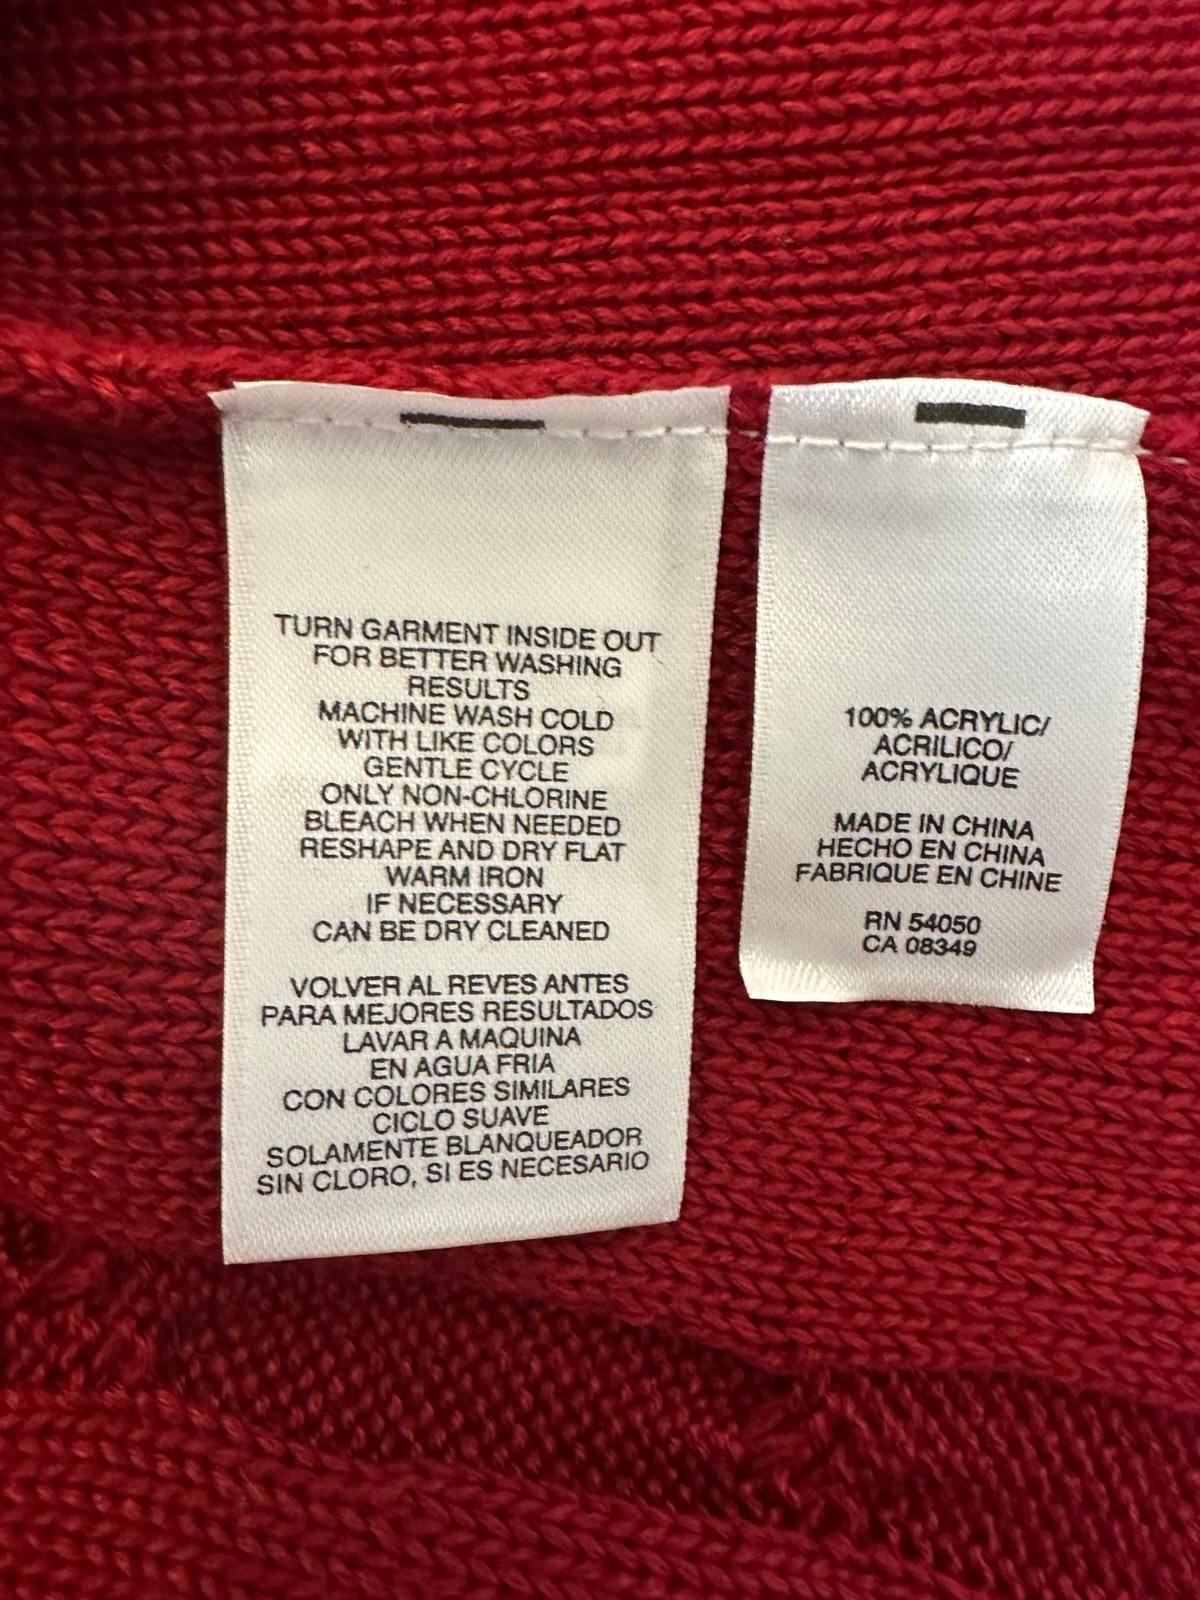 TURN GARMENT INSIDE OUT
FOR BETTER WASHING
RESULTS
MACHINE WASH COLD
WITH LIKE COLORS
GENTLE CYCLE
ONLY NON-CHLORINE
BLEACH WHEN NEEDED
RESHAPE AND DRY FLAT
WARM IRON
IF NECESSARY
CAN BE DRY CLEANED
VOLVER AL REVES ANTES
PARA MEJORES RESULTADOS
LAVAR A MAQUINA
EN AGUA FRIA
CON COLORES SIMILARES
CICLO SUAVE
SOLAMENTE BLANQUEADOR
SIN CLORO, SI ES NECESARIO
100% ACRYLIC/
ACRILICO/
ACRYLIQUE
MADE IN CHINA
HECHO EN CHINA
FABRIQUE EN CHINE
RN 54050
CA 08349